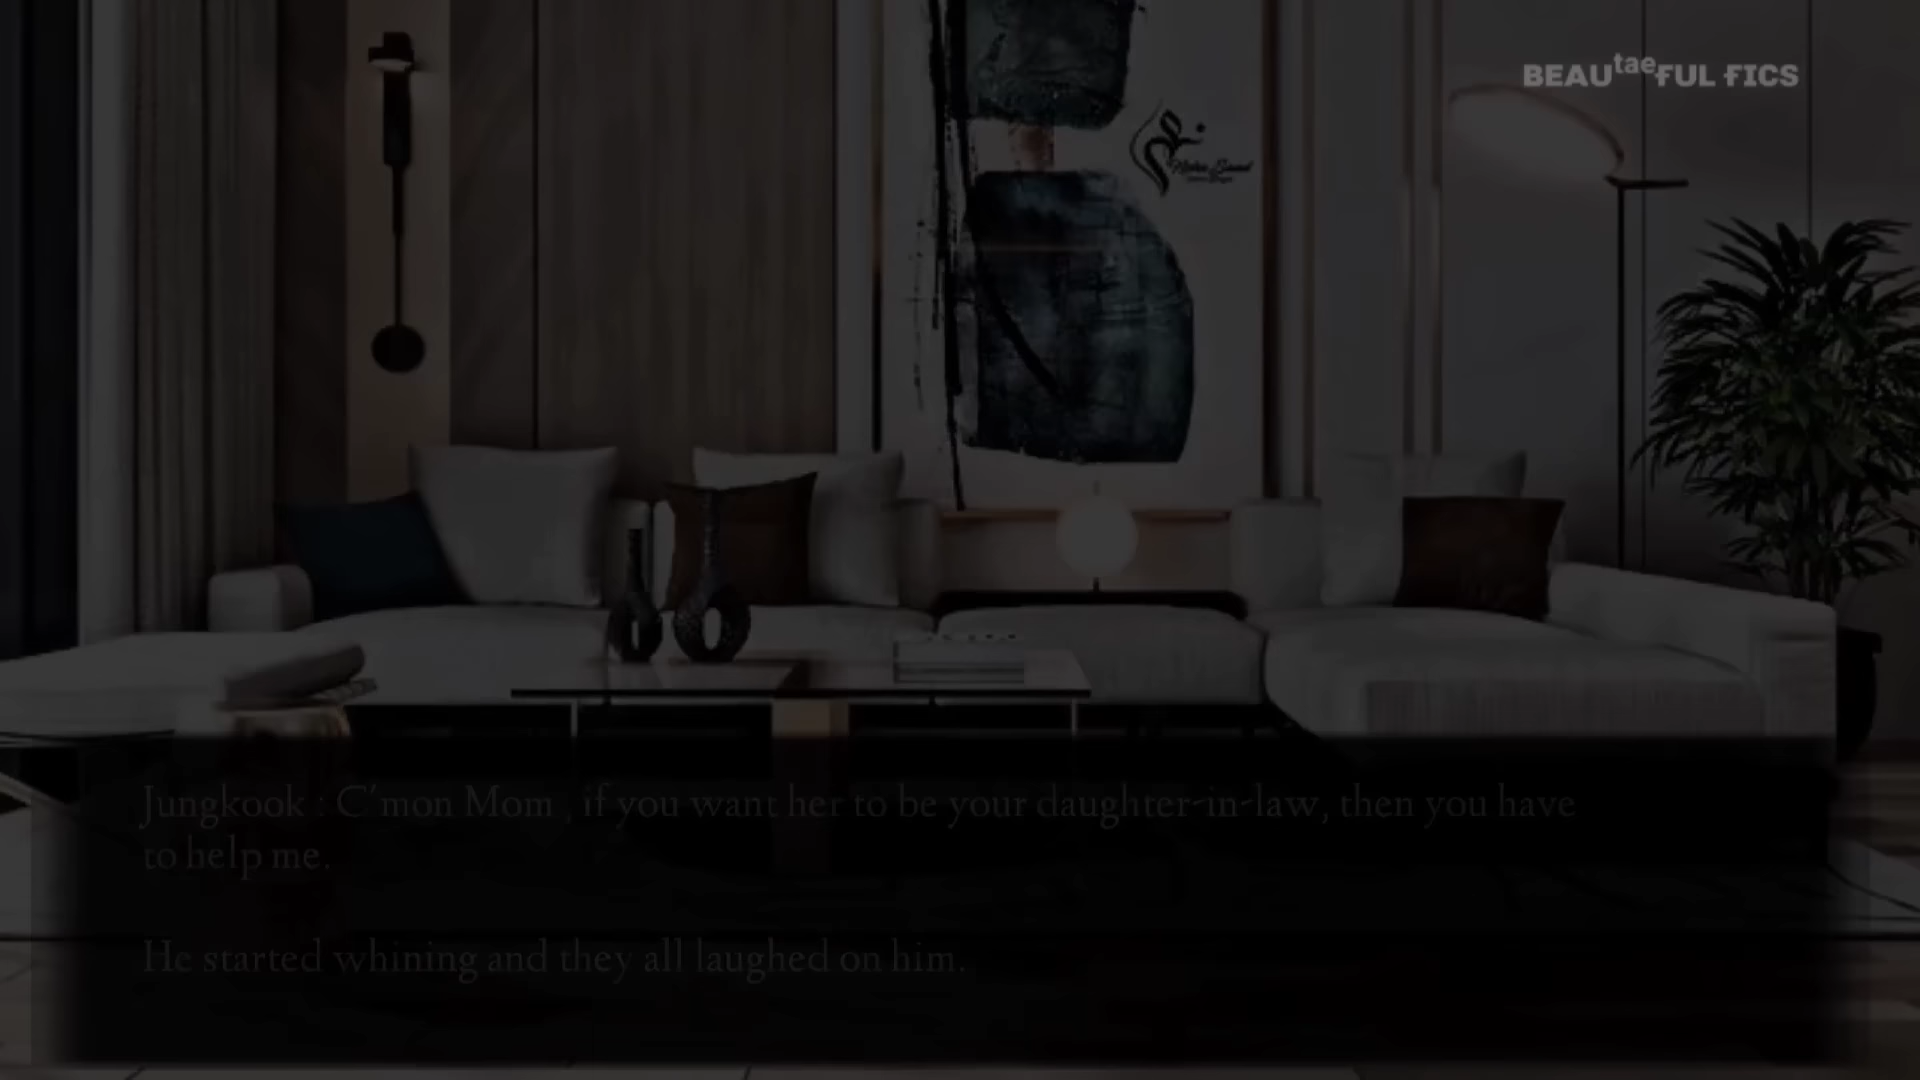 BEAUtaeFUL FICS
Jungkook : C'mon Mom , if you want her to be your daughter-in-law, then you have
to help me.
He started whining and they all laughed on him.